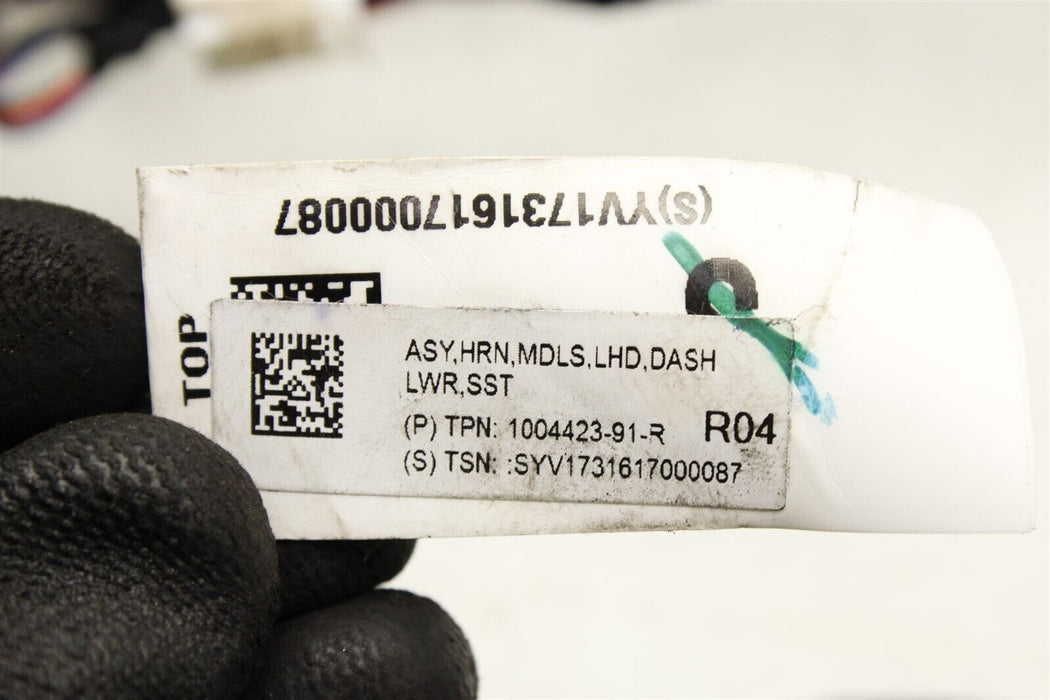 (S)YV1731617000087
TOP
ASY,HRN,MDLS,LHD,DASH
LWR,SST
(P) TPN: 1004423-91-R R04
(S) TSN: :SYV1731617000087